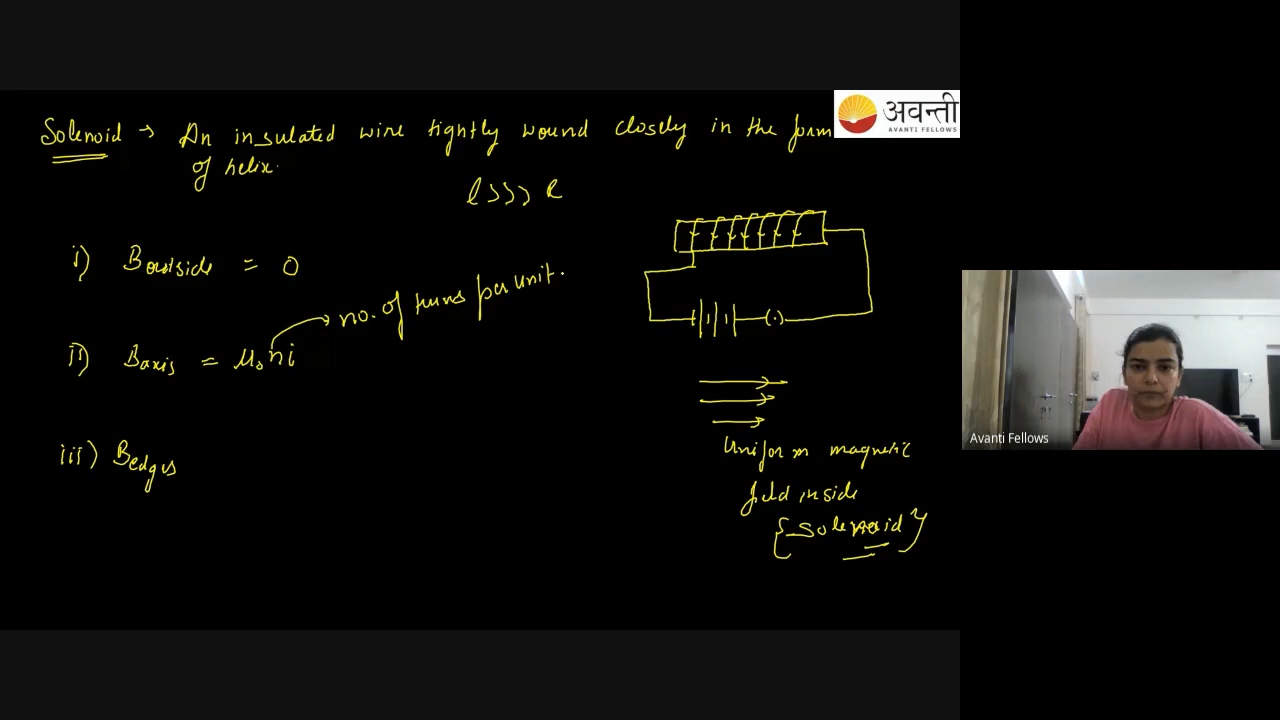 Solenoid → An insulated wire tightly wound closely in the form
of helix.
l >>> R
i) Boutside = 0
no. of turns per unit.
ii) Baxis = μ₀ni
iii) Bedges
Uniform magnetic
field inside
{Solenoid}
अवन्ती
AVANTI FELLOWS
Avanti Fellows